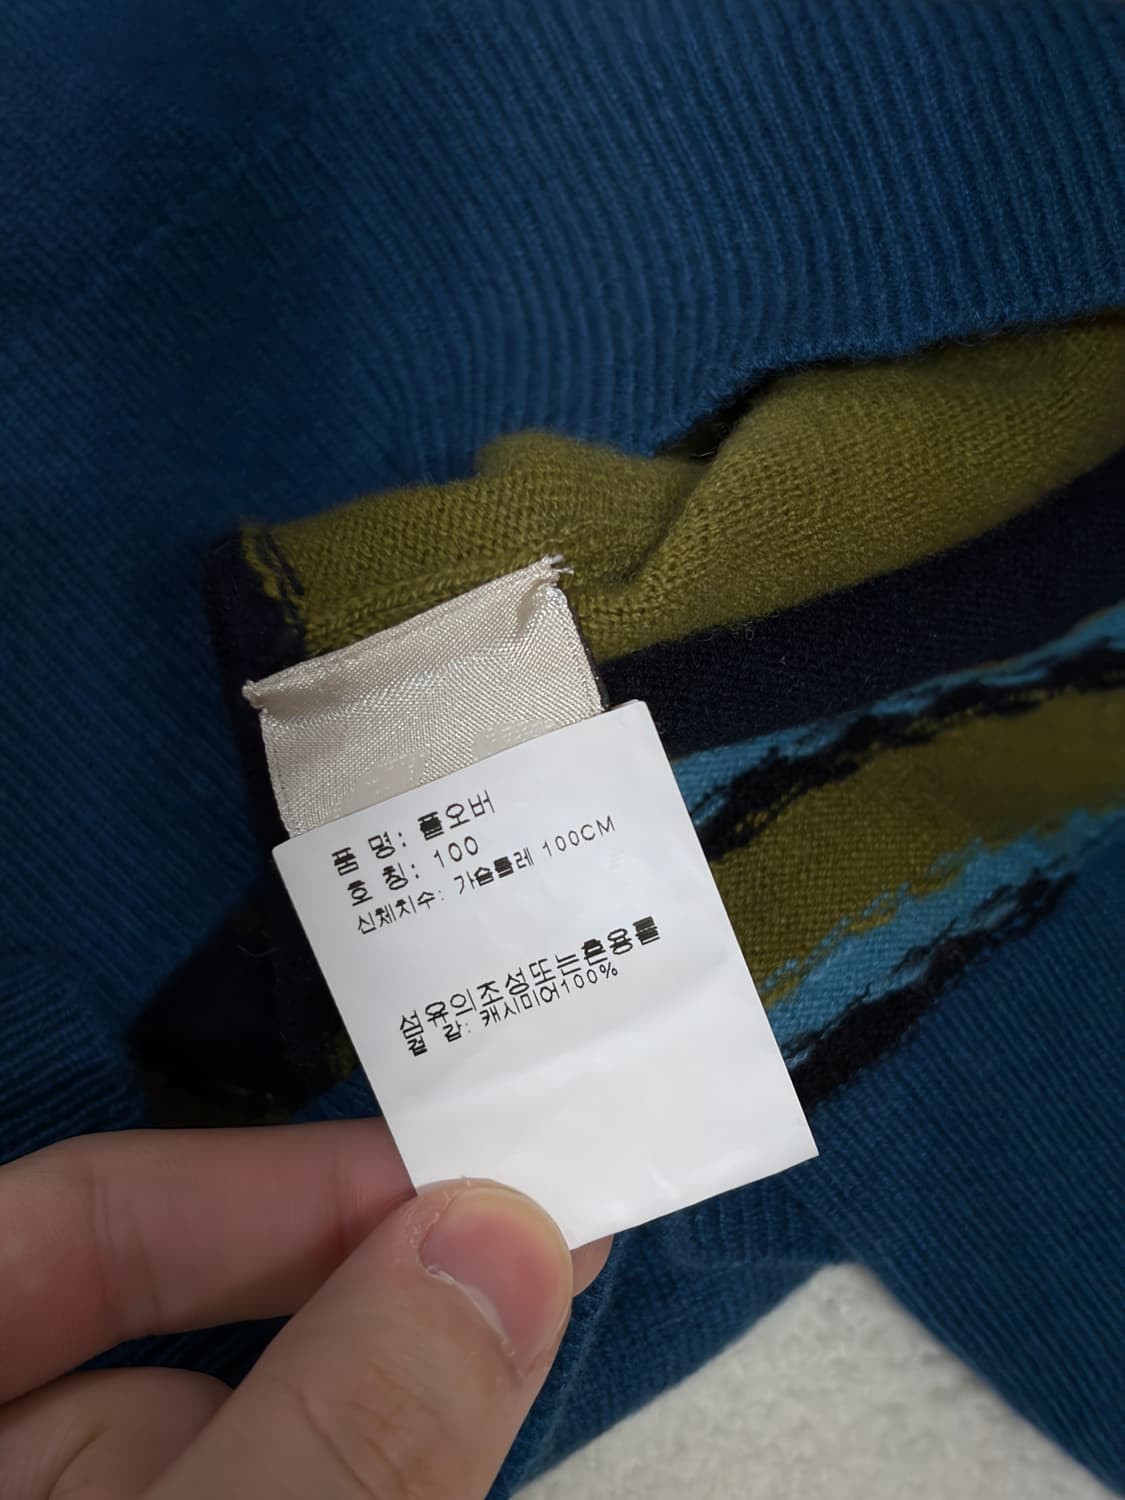 품 명: 풀오버
호 칭: 100
신체치수: 가슴둘레 100CM
섬유의조성또는혼용률
겉 감: 캐시미어100%